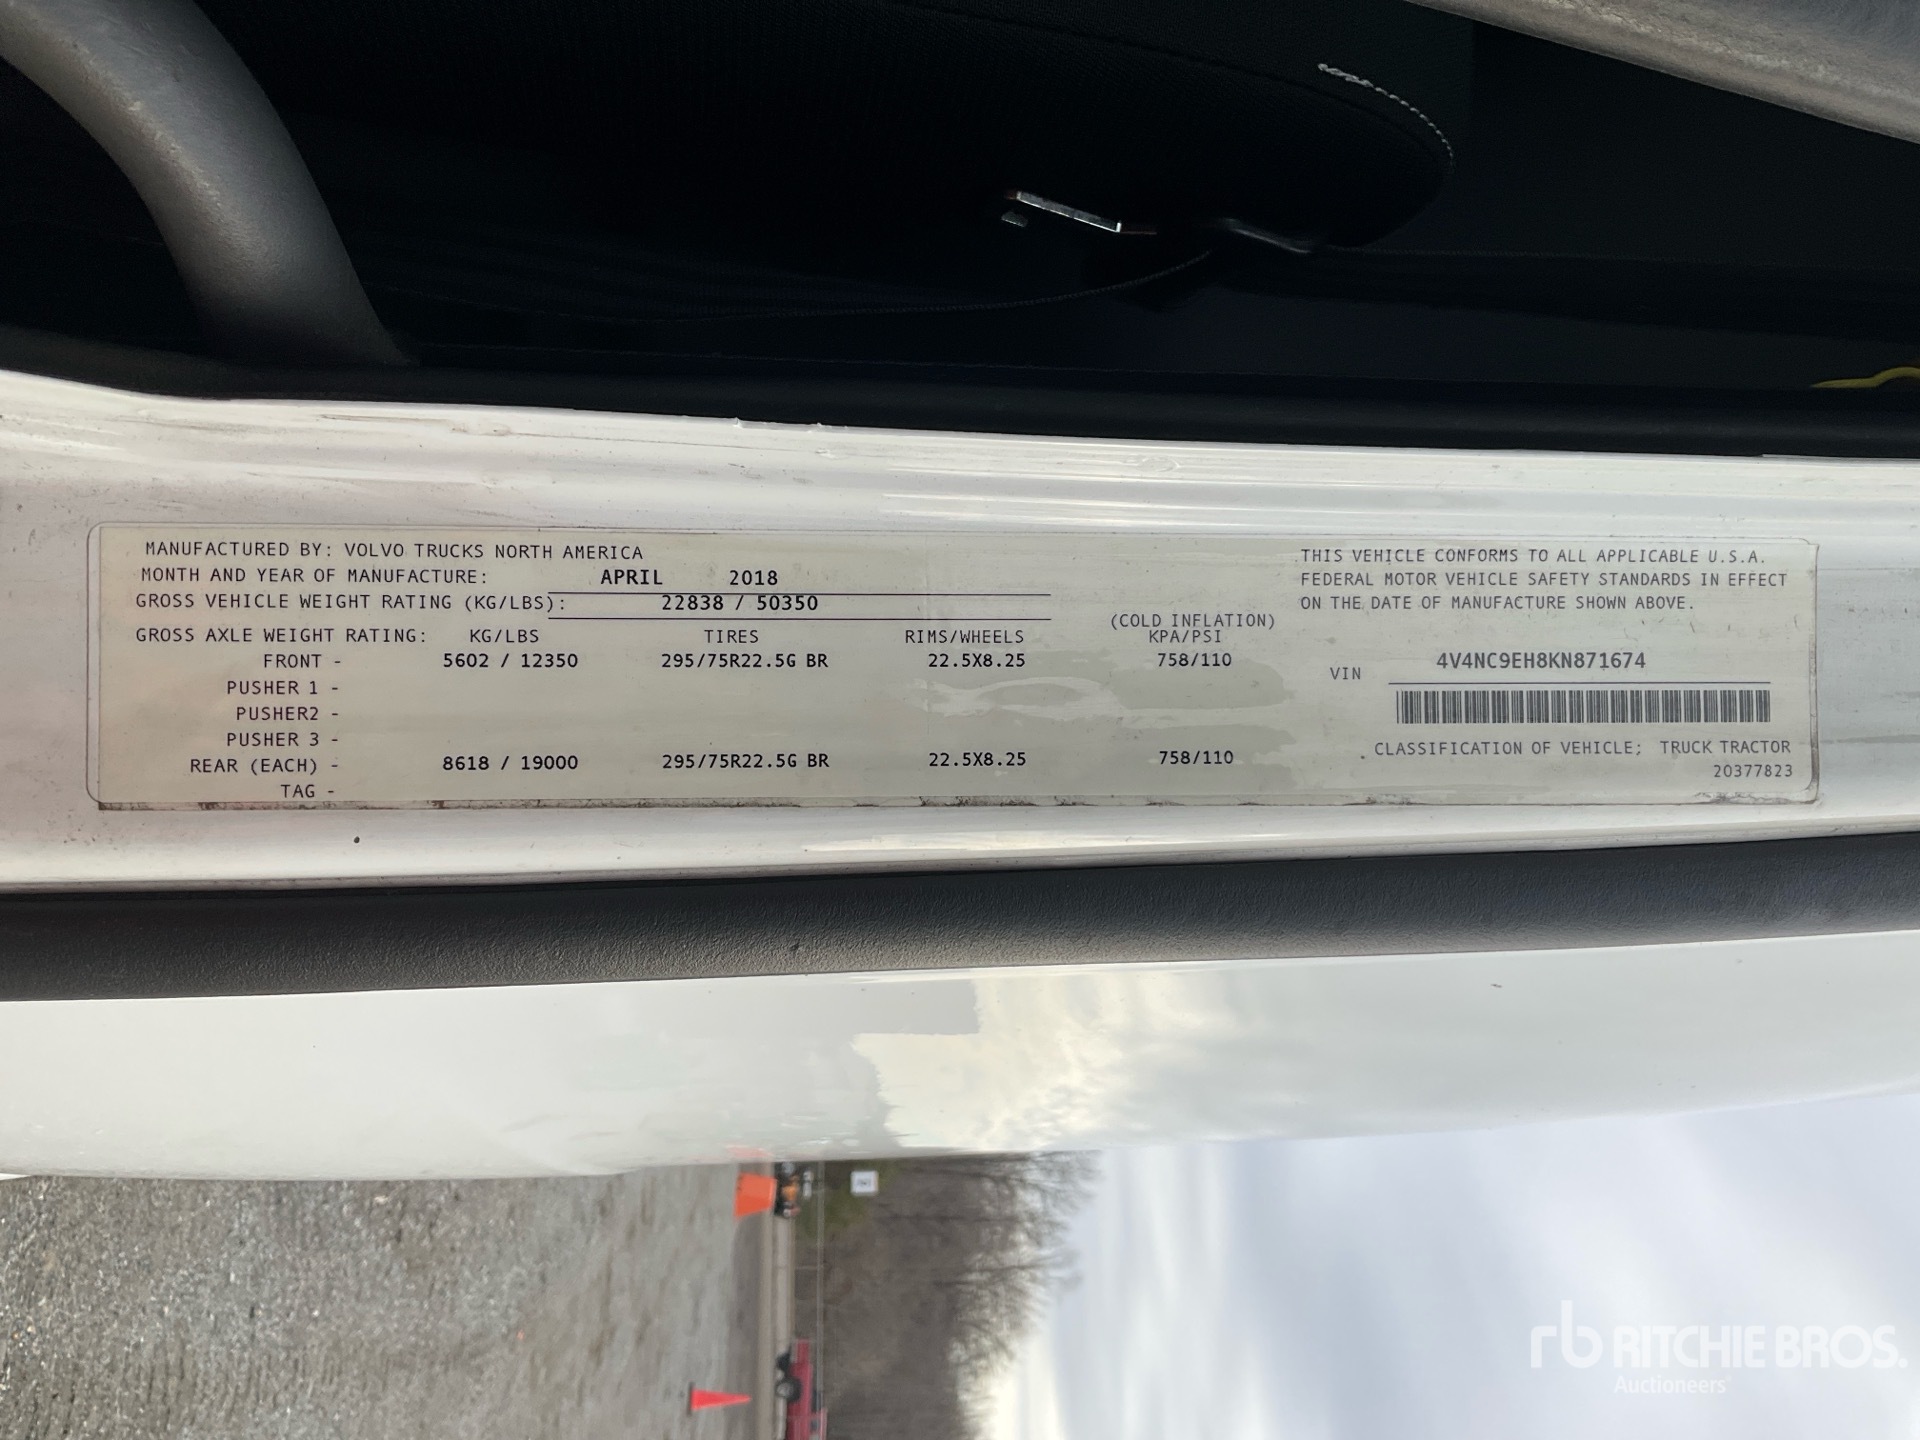 MANUFACTURED BY: VOLVO TRUCKS NORTH AMERICA
MONTH AND YEAR OF MANUFACTURE: APRIL 2018
GROSS VEHICLE WEIGHT RATING (KG/LBS): 22838 / 50350
(COLD INFLATION)
GROSS AXLE WEIGHT RATING: KG/LBS TIRES RIMS/WHEELS KPA/PSI
FRONT - 5602 / 12350 295/75R22.5G BR 22.5X8.25 758/110
PUSHER 1 -
PUSHER2 -
PUSHER 3 -
REAR (EACH) - 8618 / 19000 295/75R22.5G BR 22.5X8.25 758/110
TAG -
THIS VEHICLE CONFORMS TO ALL APPLICABLE U.S.A.
FEDERAL MOTOR VEHICLE SAFETY STANDARDS IN EFFECT
ON THE DATE OF MANUFACTURE SHOWN ABOVE.
VIN 4V4NC9EH8KN871674
CLASSIFICATION OF VEHICLE; TRUCK TRACTOR
20377823
rb RITCHIE BROS.
Auctioneers